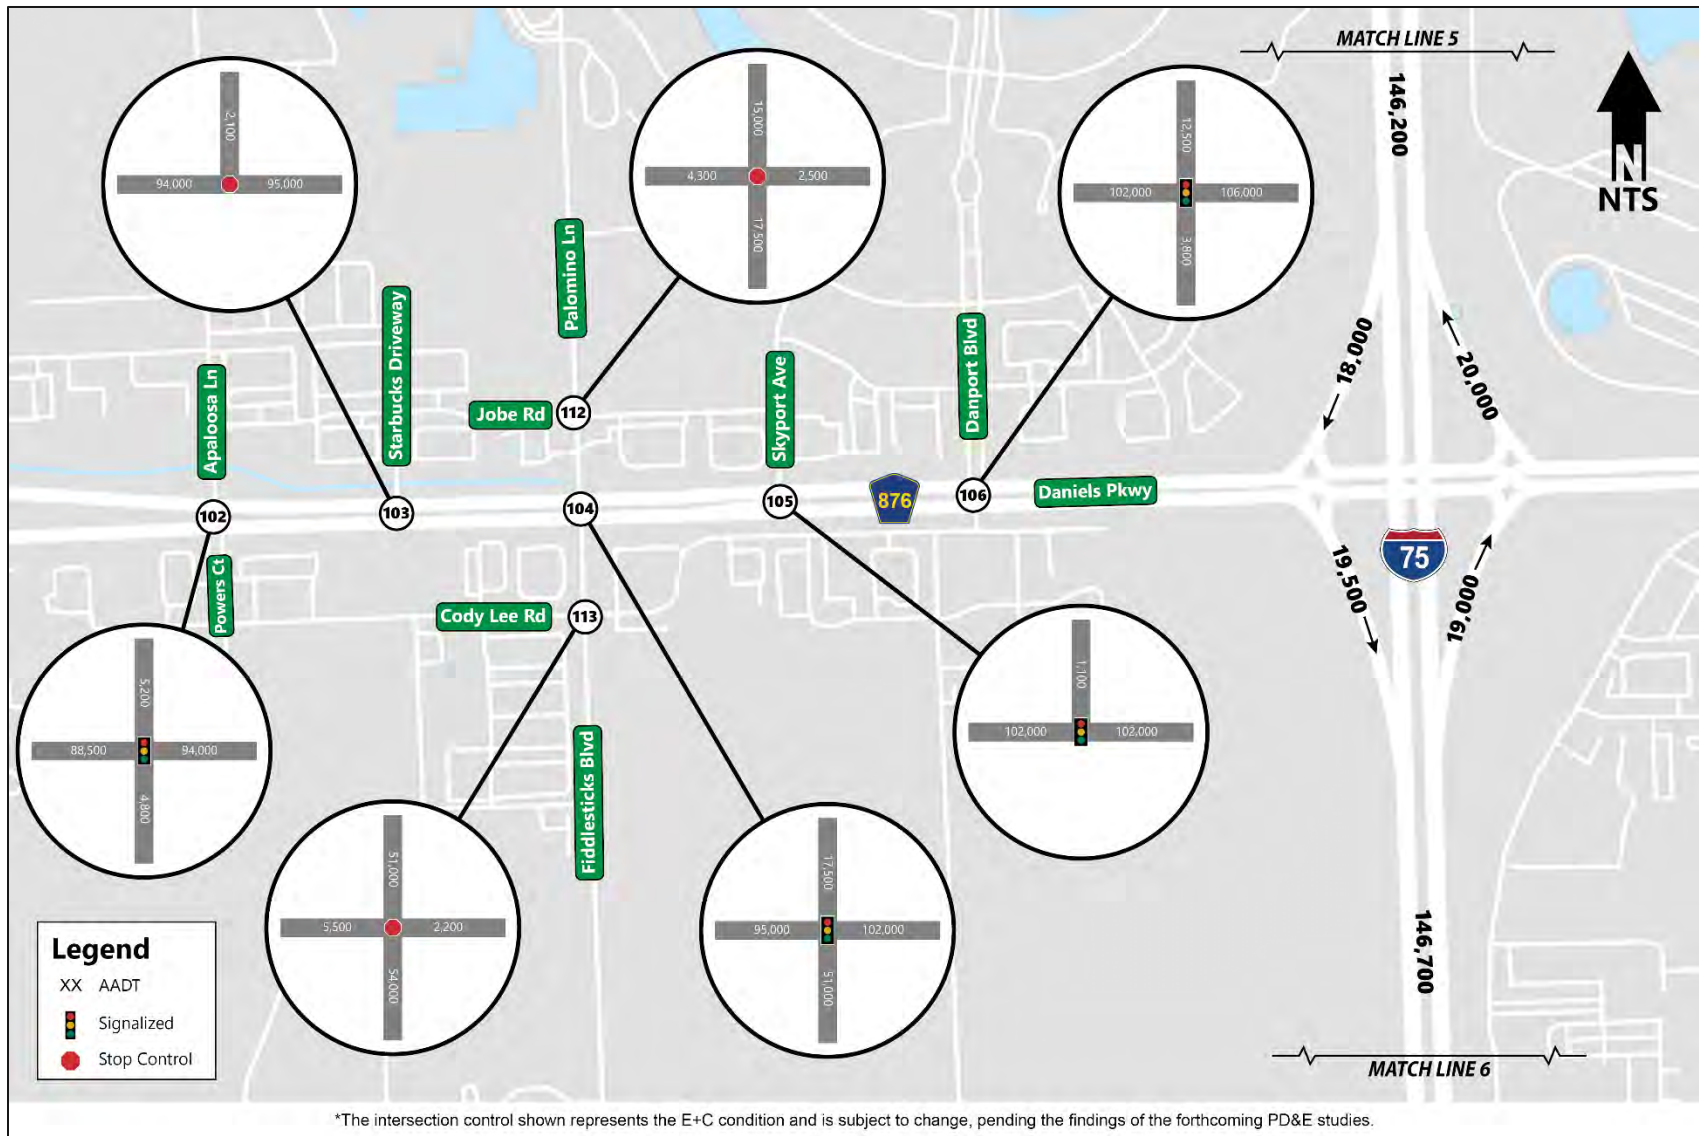 MATCH LINE 5
N
NTS
146,200
2,100
94,000
95,000
15,000
4,300
2,500
17,500
12,500
102,000
106,000
3,800
Palomino Ln
Starbucks Driveway
Apaloosa Ln
Skyport Ave
Danport Blvd
18,000
20,000
Jobe Rd
112
102
103
104
105
876
106
Daniels Pkwy
75
19,500
19,000
Powers Ct
Cody Lee Rd
113
5,200
88,500
94,000
4,800
1,100
102,000
102,000
Fiddlesticks Blvd
51,000
5,500
2,200
54,000
17,500
95,000
102,000
51,000
146,700
Legend
XX AADT
Signalized
Stop Control
MATCH LINE 6
*The intersection control shown represents the E+C condition and is subject to change, pending the findings of the forthcoming PD&E studies.